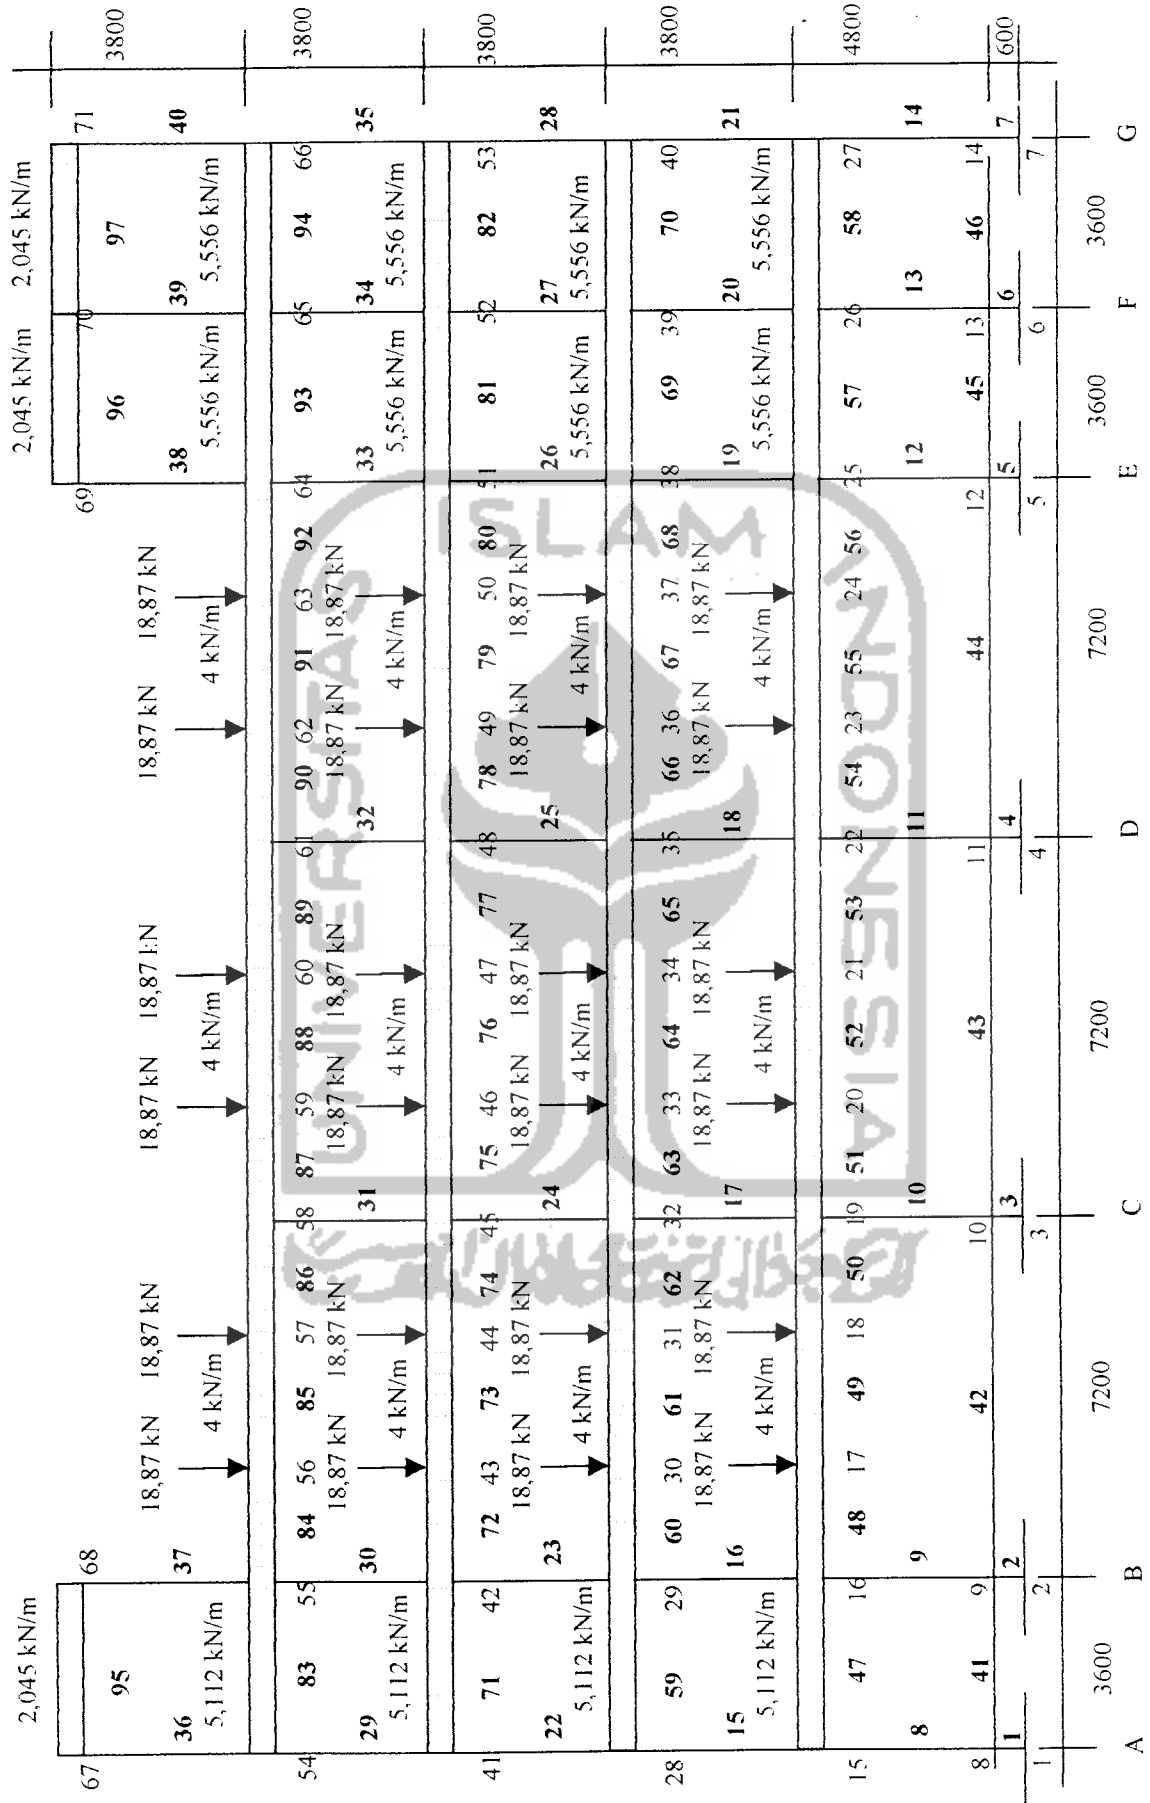 2,045 kN/m 2,045 kN/m 2,045 kN/m
67 68 69 70 71
95 96 97 3800
18,87 kN 18,87 kN 18,87 kN 18,87 kN 18,87 kN 18,87 kN
36 37 38 39 40
5,112 kN/m 4 kN/m 4 kN/m 4 kN/m 5,556 kN/m 5,556 kN/m
54 83 55 84 56 85 57 86 58 87 59 88 60 89 61 90 62 91 63 92 64 93 65 94 66 3800
18,87 kN 18,87 kN 18,87 kN 18,87 kN 18,87 kN 18,87 kN
29 30 31 32 33 34 35
5,112 kN/m 4 kN/m 4 kN/m 4 kN/m 5,556 kN/m 5,556 kN/m
41 71 42 72 43 73 44 74 45 75 46 76 47 77 48 78 49 79 50 80 51 81 52 82 53 3800
18,87 kN 18,87 kN 18,87 kN 18,87 kN 18,87 kN 18,87 kN
22 23 24 25 26 27 28
5,112 kN/m 4 kN/m 4 kN/m 4 kN/m 5,556 kN/m 5,556 kN/m
28 59 29 60 30 61 31 62 32 63 33 64 34 65 35 66 36 67 37 68 38 69 39 70 40 3800
18,87 kN 18,87 kN 18,87 kN 18,87 kN 18,87 kN 18,87 kN
15 16 17 18 19 20 21
5,112 kN/m 4 kN/m 4 kN/m 4 kN/m 5,556 kN/m 5,556 kN/m
15 47 16 48 17 49 18 50 19 51 20 52 21 53 22 54 23 55 24 56 25 57 26 58 27 4800
8 9 10 11 12 13 14
8 41 9 42 10 43 11 44 12 45 13 46 14
1 2 3 4 5 6 7 600
1 2 3 4 5 6 7
3600 7200 7200 7200 3600 3600
A B C D E F G
UNIVERSITAS
ISLAM
INDONESIA